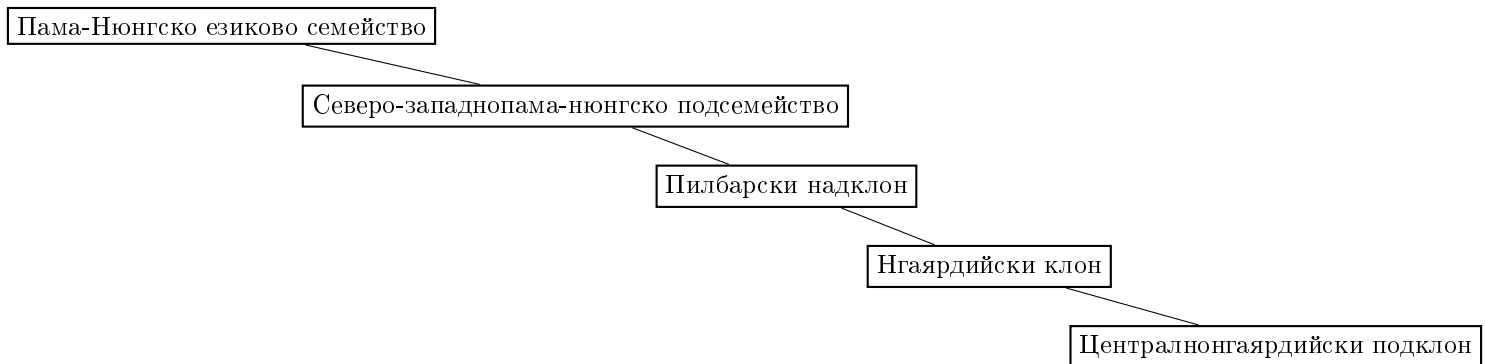 Пама-Нюнгско езиково семейство
Северо-западнопама-нюнгско подсемейство
Пилбарски надклон
Нгаярдийски клон
Централнонгаярдийски подклон